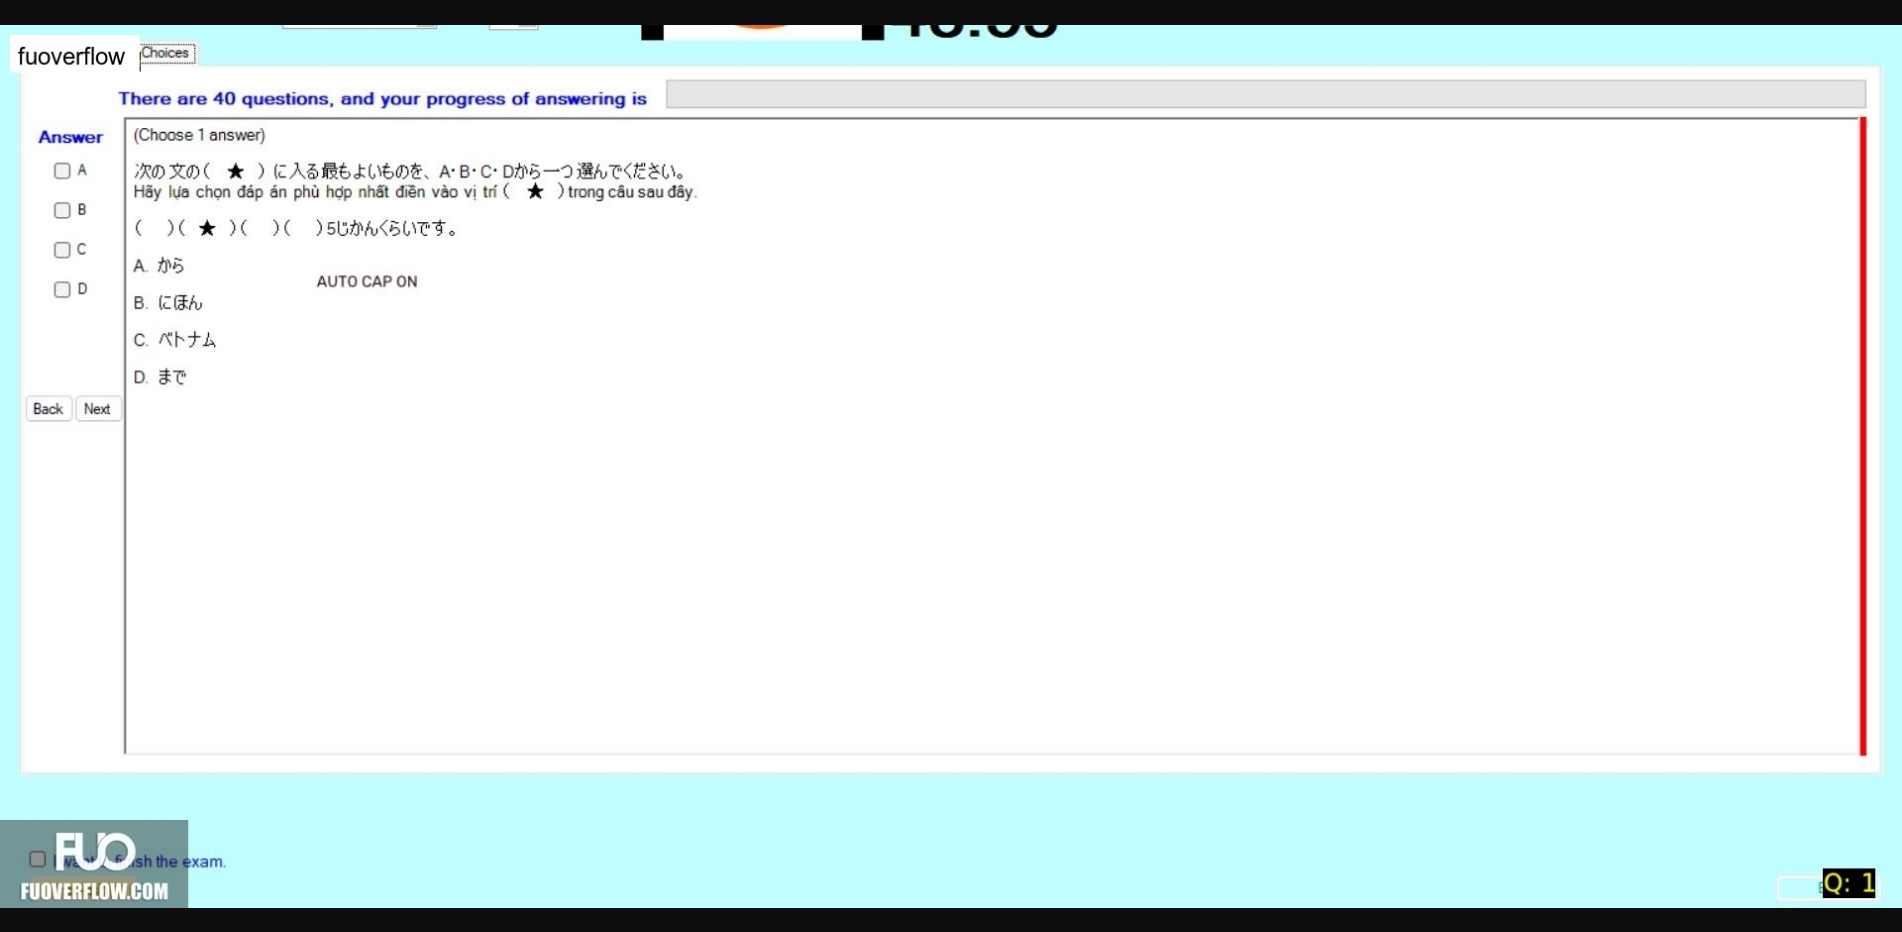 fuoverflow
Choices
There are 40 questions, and your progress of answering is
Answer
(Choose 1 answer)
A
次の文の( ★ )に入る最もよいものを、A・B・C・Dから一つ選んでください。
Hãy lựa chọn đáp án phù hợp nhất điền vào vị trí ( ★ ) trong câu sau đây.
B
( )( ★ )( )( )5じかんくらいです。
C
A. から
AUTO CAP ON
D
B. にほん
C. ベトナム
D. まで
Back Next
FUO
finish the exam.
FUOVERFLOW.COM
Q: 1